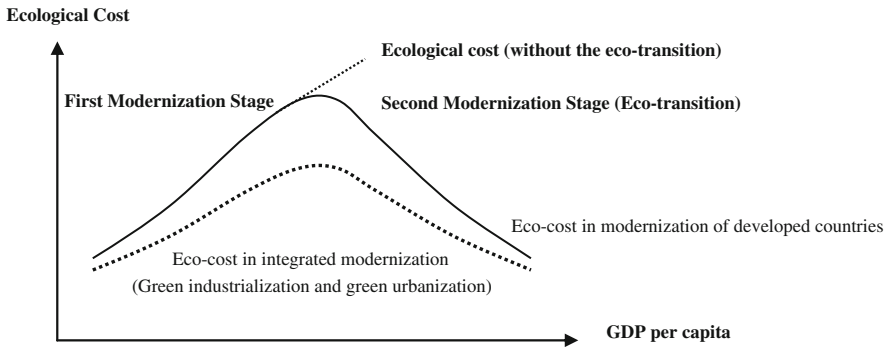 Ecological Cost
Ecological cost (without the eco-transition)
First Modernization Stage
Second Modernization Stage (Eco-transition)
Eco-cost in modernization of developed countries
Eco-cost in integrated modernization
(Green industrialization and green urbanization)
GDP per capita